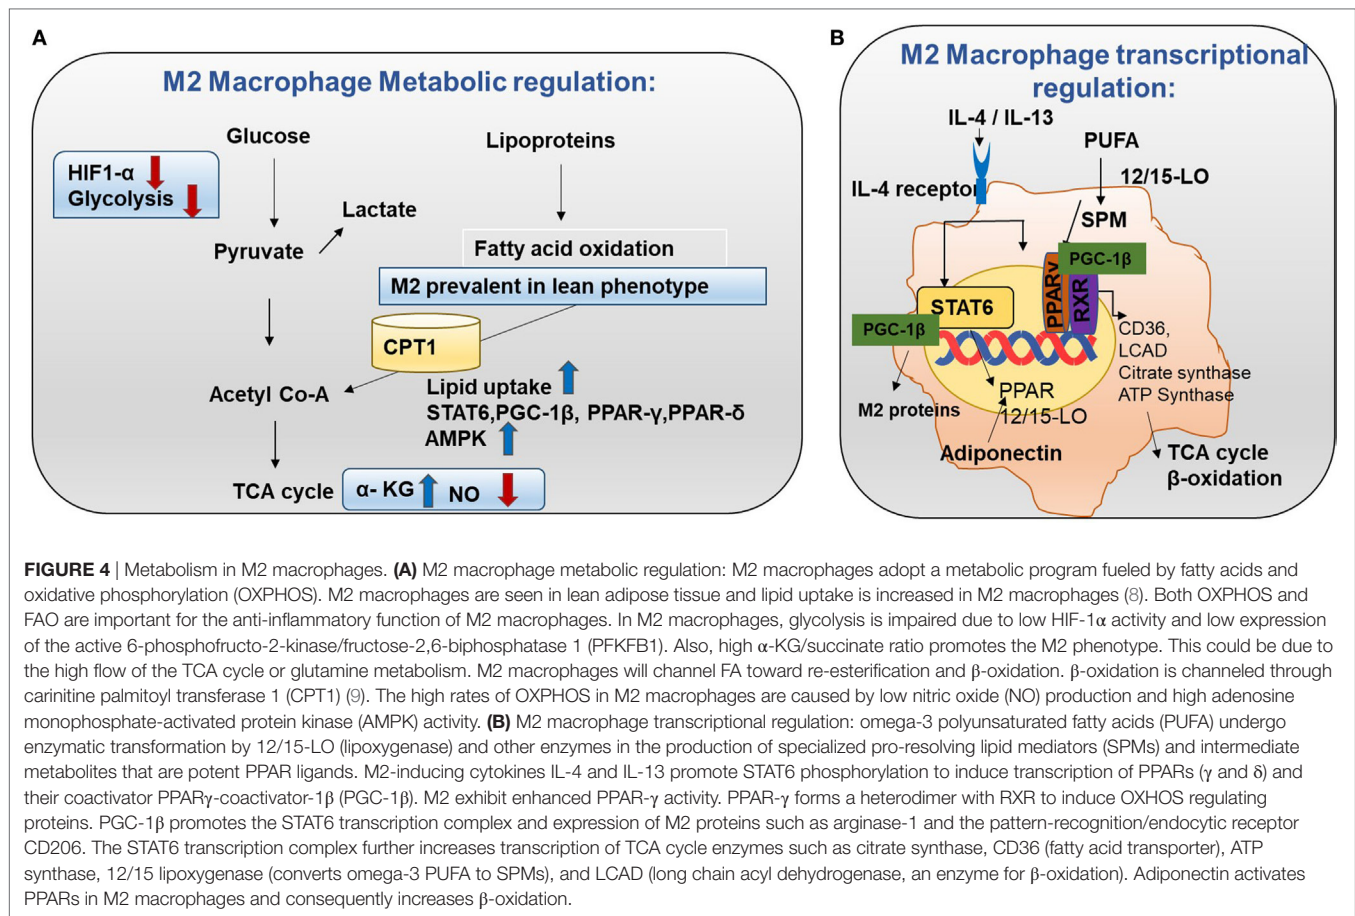 A
M2 Macrophage Metabolic regulation:
Glucose
Lipoproteins
HIF1-α
Glycolysis
Lactate
Pyruvate
Fatty acid oxidation
M2 prevalent in lean phenotype
CPT1
Acetyl Co-A
Lipid uptake
STAT6,PGC-1β, PPAR-γ,PPAR-δ
AMPK
TCA cycle
α- KG
NO
B
M2 Macrophage transcriptional
regulation:
IL-4 / IL-13
PUFA
IL-4 receptor
12/15-LO
SPM
PGC-1β
PPARγ
RXR
STAT6
PGC-1β
CD36,
LCAD
Citrate synthase
ATP Synthase
M2 proteins
PPAR
12/15-LO
Adiponectin
TCA cycle
β-oxidation
FIGURE 4 | Metabolism in M2 macrophages. (A) M2 macrophage metabolic regulation: M2 macrophages adopt a metabolic program fueled by fatty acids and
oxidative phosphorylation (OXPHOS). M2 macrophages are seen in lean adipose tissue and lipid uptake is increased in M2 macrophages (8). Both OXPHOS and
FAO are important for the anti-inflammatory function of M2 macrophages. In M2 macrophages, glycolysis is impaired due to low HIF-1α activity and low expression
of the active 6-phosphofructo-2-kinase/fructose-2,6-biphosphatase 1 (PFKFB1). Also, high α-KG/succinate ratio promotes the M2 phenotype. This could be due to
the high flow of the TCA cycle or glutamine metabolism. M2 macrophages will channel FA toward re-esterification and β-oxidation. β-oxidation is channeled through
carinitine palmitoyl transferase 1 (CPT1) (9). The high rates of OXPHOS in M2 macrophages are caused by low nitric oxide (NO) production and high adenosine
monophosphate-activated protein kinase (AMPK) activity. (B) M2 macrophage transcriptional regulation: omega-3 polyunsaturated fatty acids (PUFA) undergo
enzymatic transformation by 12/15-LO (lipoxygenase) and other enzymes in the production of specialized pro-resolving lipid mediators (SPMs) and intermediate
metabolites that are potent PPAR ligands. M2-inducing cytokines IL-4 and IL-13 promote STAT6 phosphorylation to induce transcription of PPARs (γ and δ) and
their coactivator PPARγ-coactivator-1β (PGC-1β). M2 exhibit enhanced PPAR-γ activity. PPAR-γ forms a heterodimer with RXR to induce OXHOS regulating
proteins. PGC-1β promotes the STAT6 transcription complex and expression of M2 proteins such as arginase-1 and the pattern-recognition/endocytic receptor
CD206. The STAT6 transcription complex further increases transcription of TCA cycle enzymes such as citrate synthase, CD36 (fatty acid transporter), ATP
synthase, 12/15 lipoxygenase (converts omega-3 PUFA to SPMs), and LCAD (long chain acyl dehydrogenase, an enzyme for β-oxidation). Adiponectin activates
PPARs in M2 macrophages and consequently increases β-oxidation.